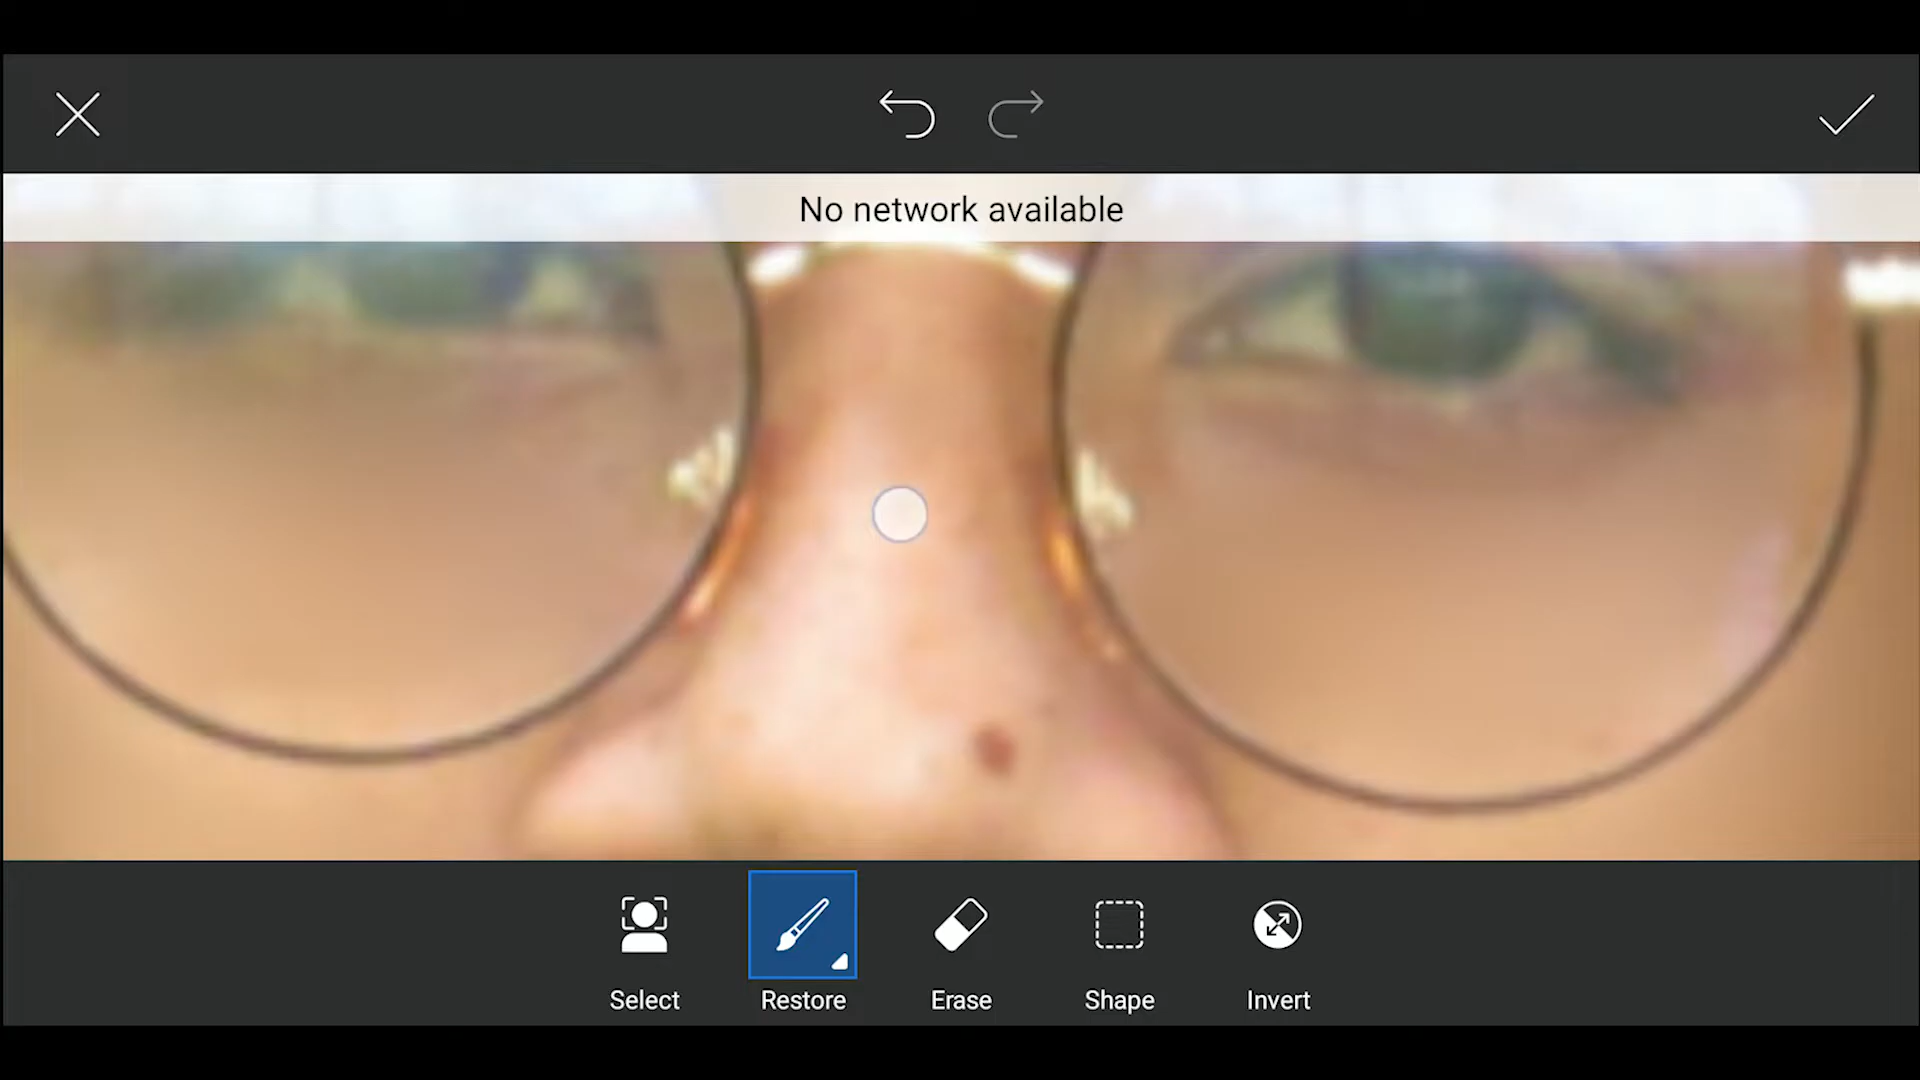 No network available
Select
Restore
Erase
Shape
Invert